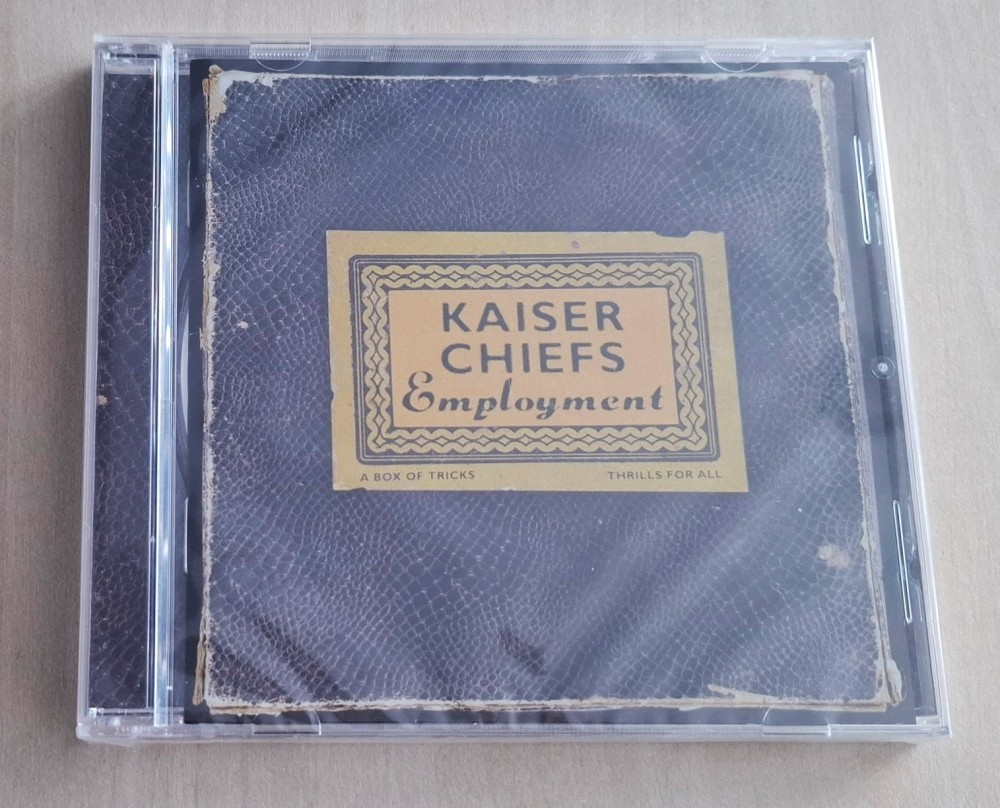 KAISER
CHIEFS
Employment
A BOX OF TRICKS
THRILLS FOR ALL